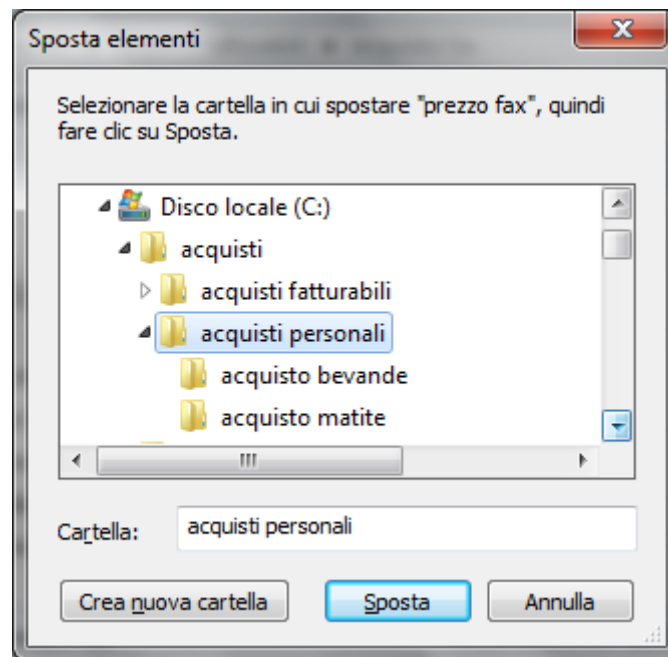 Sposta elementi
Selezionare la cartella in cui spostare "prezzo fax", quindi
fare clic su Sposta.
Disco locale (C:)
acquisti
acquisti fatturabili
acquisti personali
acquisto bevande
acquisto matite
Cartella: acquisti personali
Crea nuova cartella Sposta Annulla